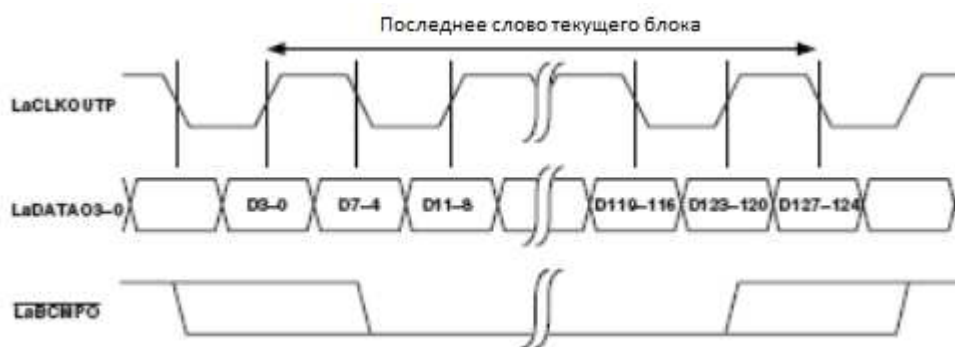 Последнее слово текущего блока
LaCLKOUTP
LaDATAO3–0
D3–0 D7–4 D11–8 D119–116 D123–120 D127–124
LaBCMPO